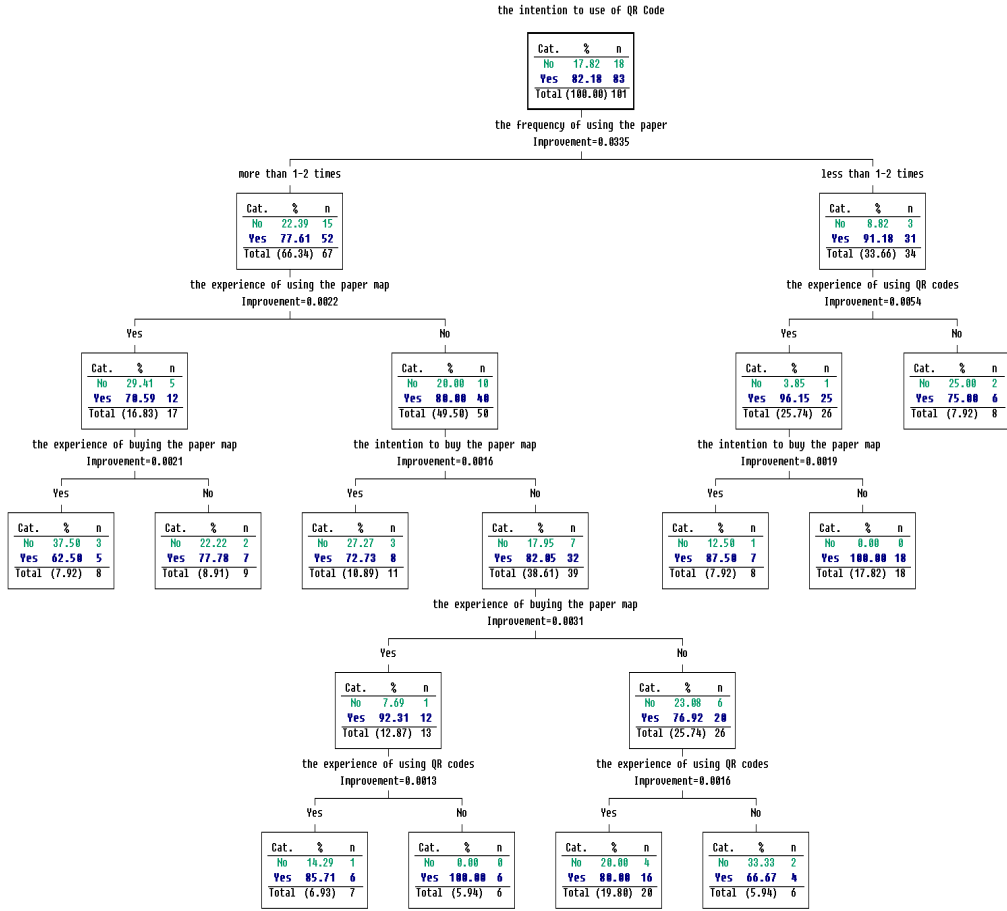 the intention to use of QR Code
Cat. % n
No 17.82 18
Yes 82.18 83
Total (100.00) 101
the frequency of using the paper
Improvement=0.0335
more than 1-2 times
less than 1-2 times
Cat. % n
No 22.39 15
Yes 77.61 52
Total (66.34) 67
Cat. % n
No 8.82 3
Yes 91.18 31
Total (33.66) 34
the experience of using the paper map
Improvement=0.0022
the experience of using QR codes
Improvement=0.0054
Yes
No
Yes
No
Cat. % n
No 29.41 5
Yes 70.59 12
Total (16.83) 17
Cat. % n
No 20.00 10
Yes 80.00 40
Total (49.50) 50
Cat. % n
No 3.85 1
Yes 96.15 25
Total (25.74) 26
Cat. % n
No 25.00 2
Yes 75.00 6
Total (7.92) 8
the experience of buying the paper map
Improvement=0.0021
the intention to buy the paper map
Improvement=0.0016
the intention to buy the paper map
Improvement=0.0019
Yes
No
Yes
No
Yes
No
Cat. % n
No 37.50 3
Yes 62.50 5
Total (7.92) 8
Cat. % n
No 22.22 2
Yes 77.78 7
Total (8.91) 9
Cat. % n
No 27.27 3
Yes 72.73 8
Total (10.89) 11
Cat. % n
No 17.95 7
Yes 82.05 32
Total (38.61) 39
Cat. % n
No 12.50 1
Yes 87.50 7
Total (7.92) 8
Cat. % n
No 0.00 0
Yes 100.00 18
Total (17.82) 18
the experience of buying the paper map
Improvement=0.0031
Yes
No
Cat. % n
No 7.69 1
Yes 92.31 12
Total (12.87) 13
Cat. % n
No 23.08 6
Yes 76.92 20
Total (25.74) 26
the experience of using QR codes
Improvement=0.0013
the experience of using QR codes
Improvement=0.0016
Yes
No
Yes
No
Cat. % n
No 14.29 1
Yes 85.71 6
Total (6.93) 7
Cat. % n
No 0.00 0
Yes 100.00 6
Total (5.94) 6
Cat. % n
No 20.00 4
Yes 80.00 16
Total (19.80) 20
Cat. % n
No 33.33 2
Yes 66.67 4
Total (5.94) 6